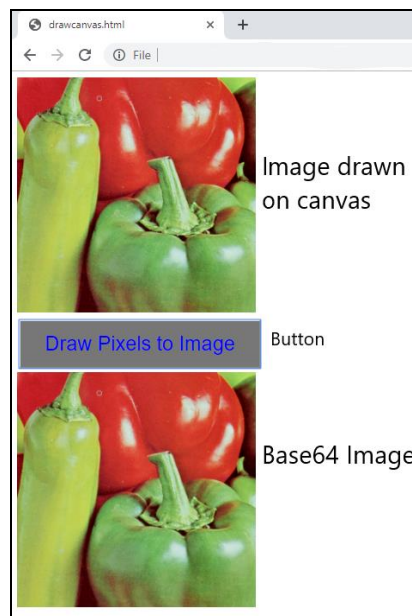 drawcanvas.html
File
Image drawn
on canvas
Draw Pixels to Image
Button
Base64 Image